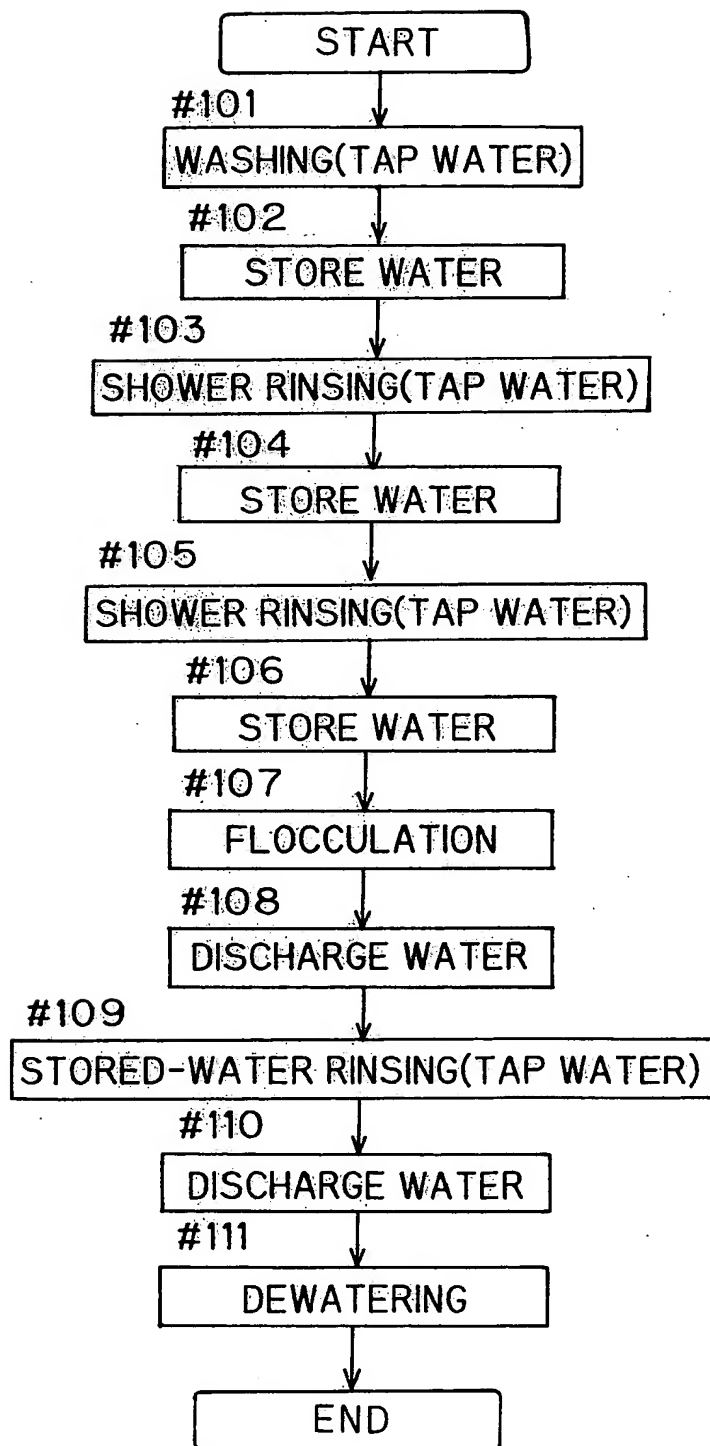 START
#101
WASHING(TAP WATER)
#102
STORE WATER
#103
SHOWER RINSING(TAP WATER)
#104
STORE WATER
#105
SHOWER RINSING(TAP WATER)
#106
STORE WATER
#107
FLOCCULATION
#108
DISCHARGE WATER
#109
STORED-WATER RINSING(TAP WATER)
#110
DISCHARGE WATER
#111
DEWATERING
END